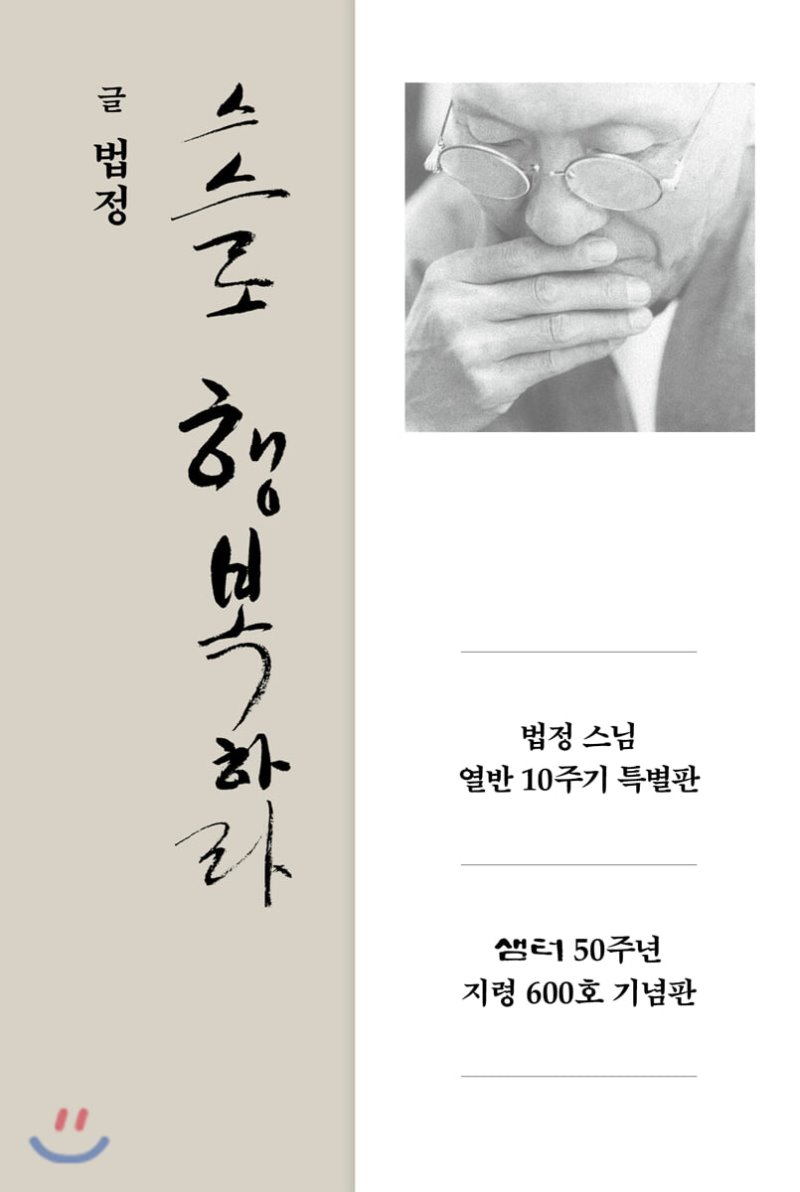 스스로 행복하라
글 법정
법정 스님
열반 10주기 특별판
샘터 50주년
지령 600호 기념판